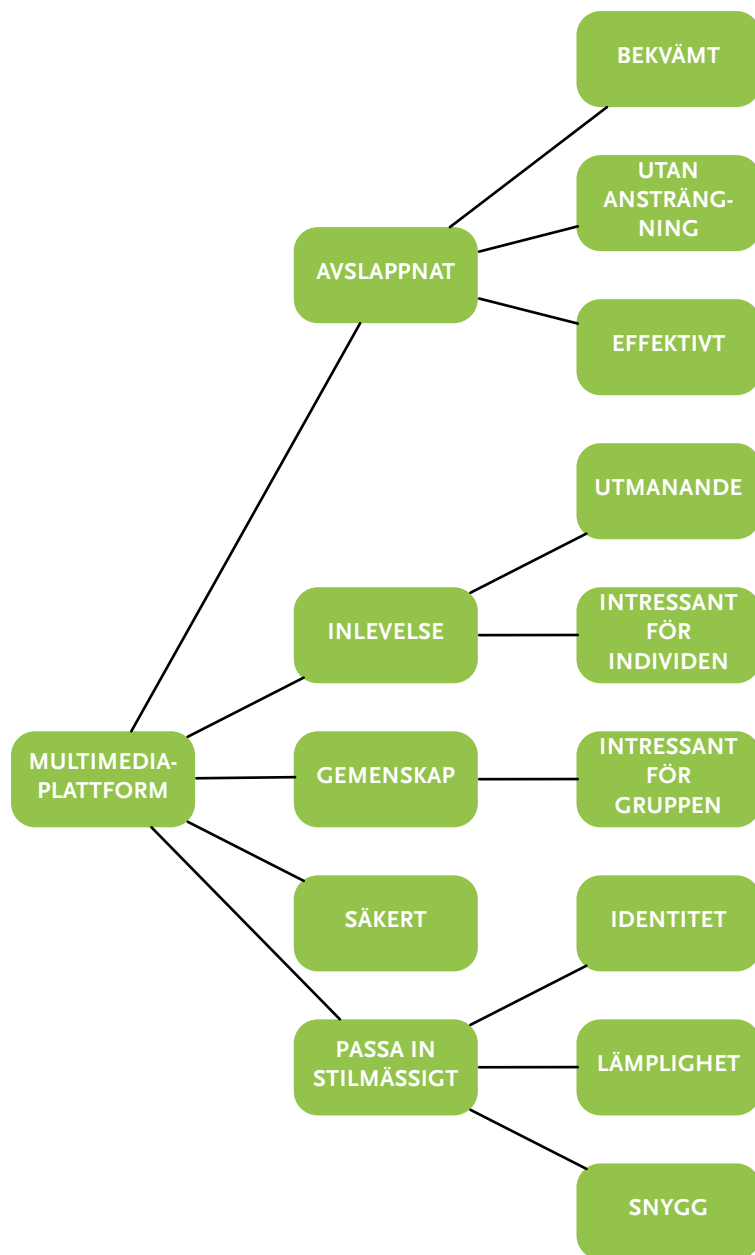 BEKVÄMT
UTAN
ANSTRÄNG-
NING
AVSLAPPNAT
EFFEKTIVT
UTMANANDE
INLEVELSE
INTRESSANT
FÖR
INDIVIDEN
MULTIMEDIA-
PLATTFORM
GEMENSKAP
INTRESSANT
FÖR
GRUPPEN
SÄKERT
IDENTITET
PASSA IN
STILMÄSSIGT
LÄMPLIGHET
SNYGG